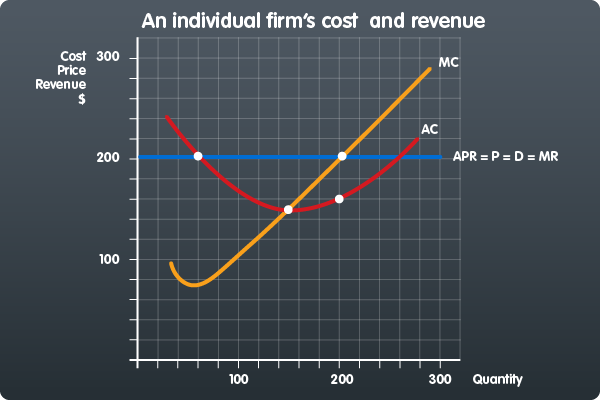 An individual firm's cost and revenue
Cost
Price
Revenue
$
300
200
100
MC
AC
APR = P = D = MR
100
200
300
Quantity